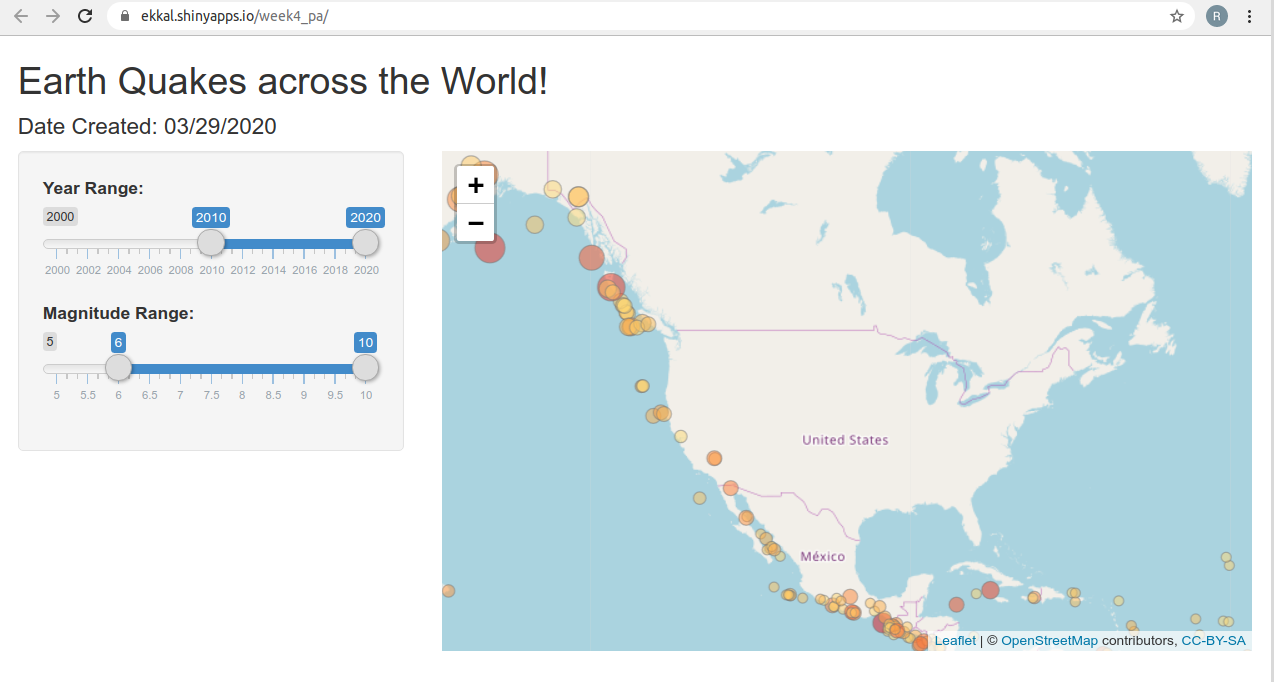 ekkal.shinyapps.io/week4_pa/
R
Earth Quakes across the World!
Date Created: 03/29/2020
Year Range:
2000 2010 2020
2000 2002 2004 2006 2008 2010 2012 2014 2016 2018 2020
Magnitude Range:
5 6 10
5 5.5 6 6.5 7 7.5 8 8.5 9 9.5 10
+
−
United States
México
Leaflet | © OpenStreetMap contributors, CC-BY-SA